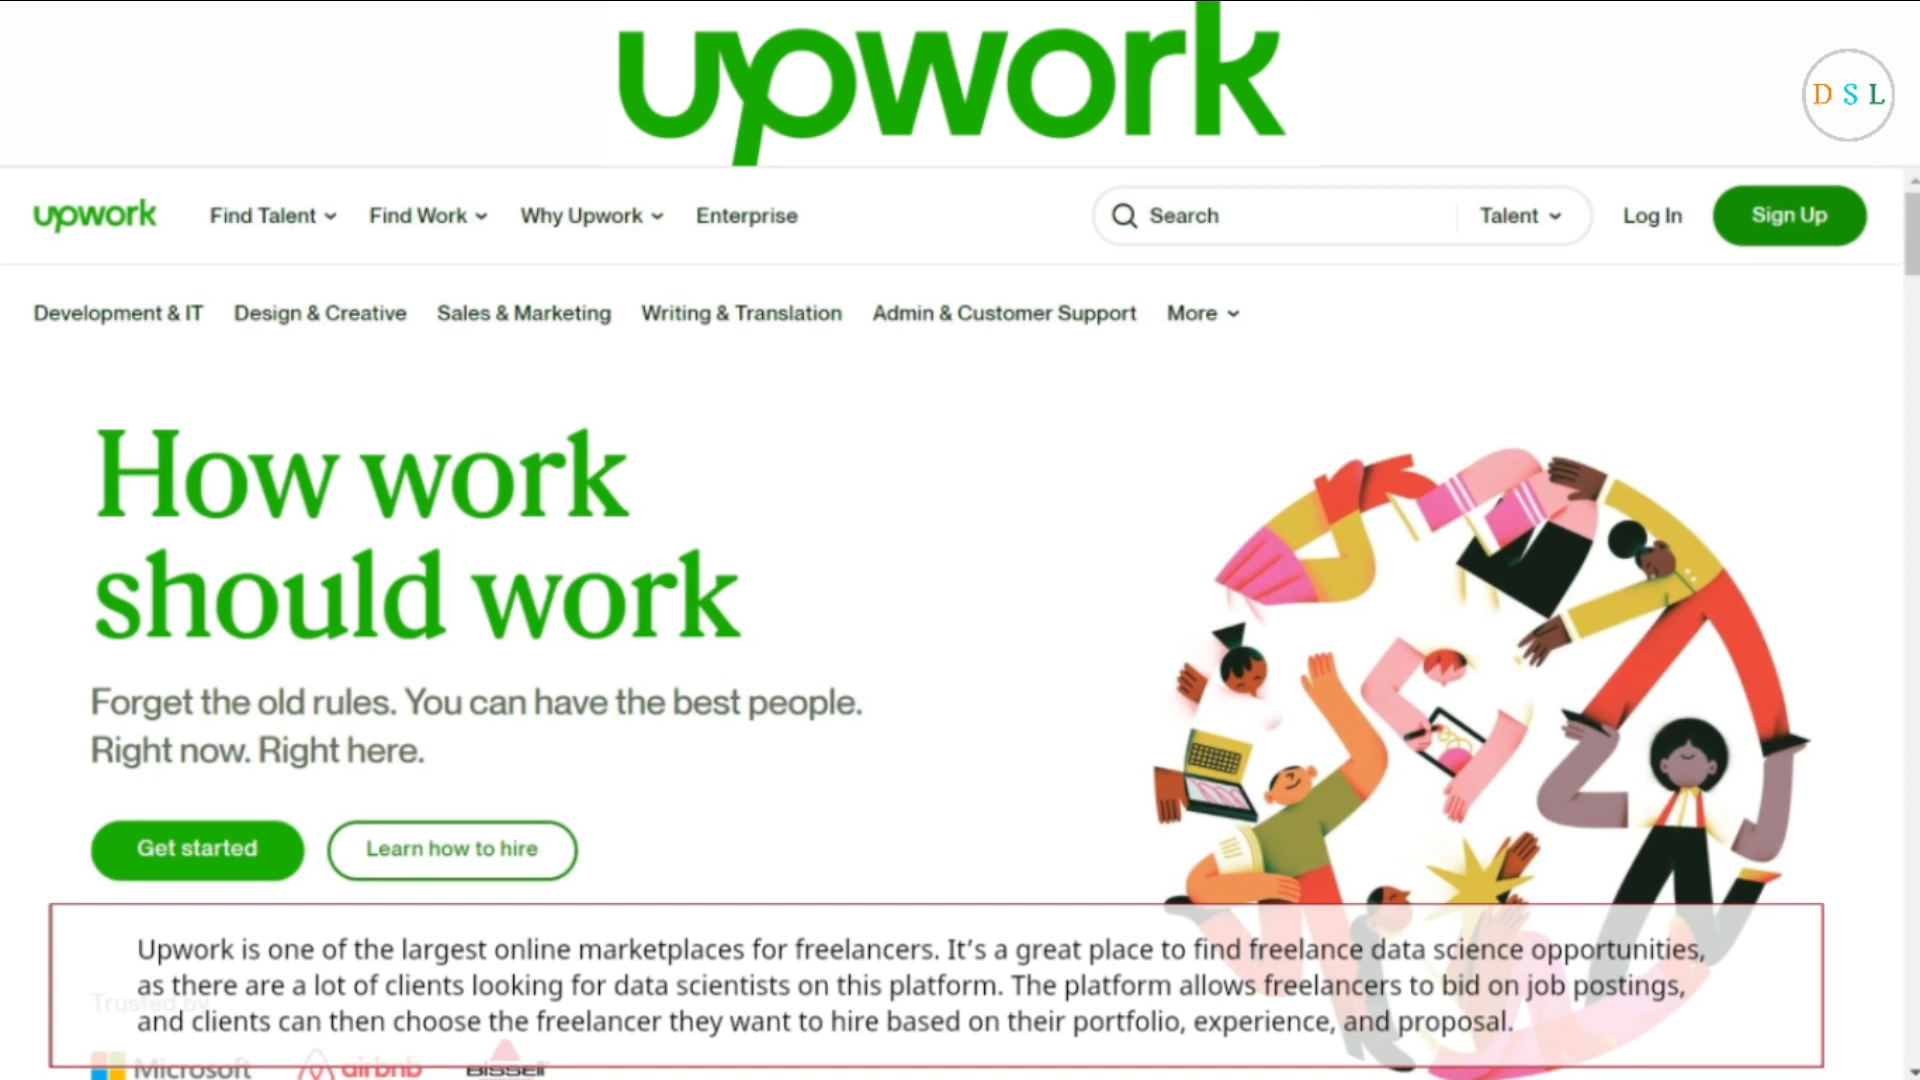 upwork
D S L
upwork Find Talent Find Work Why Upwork Enterprise Search Talent Log In Sign Up
Development & IT Design & Creative Sales & Marketing Writing & Translation Admin & Customer Support More
How work
should work
Forget the old rules. You can have the best people.
Right now. Right here.
Get started Learn how to hire
Upwork is one of the largest online marketplaces for freelancers. It’s a great place to find freelance data science opportunities,
as there are a lot of clients looking for data scientists on this platform. The platform allows freelancers to bid on job postings,
Trusted by
and clients can then choose the freelancer they want to hire based on their portfolio, experience, and proposal.
Microsoft airbnb BISSELL